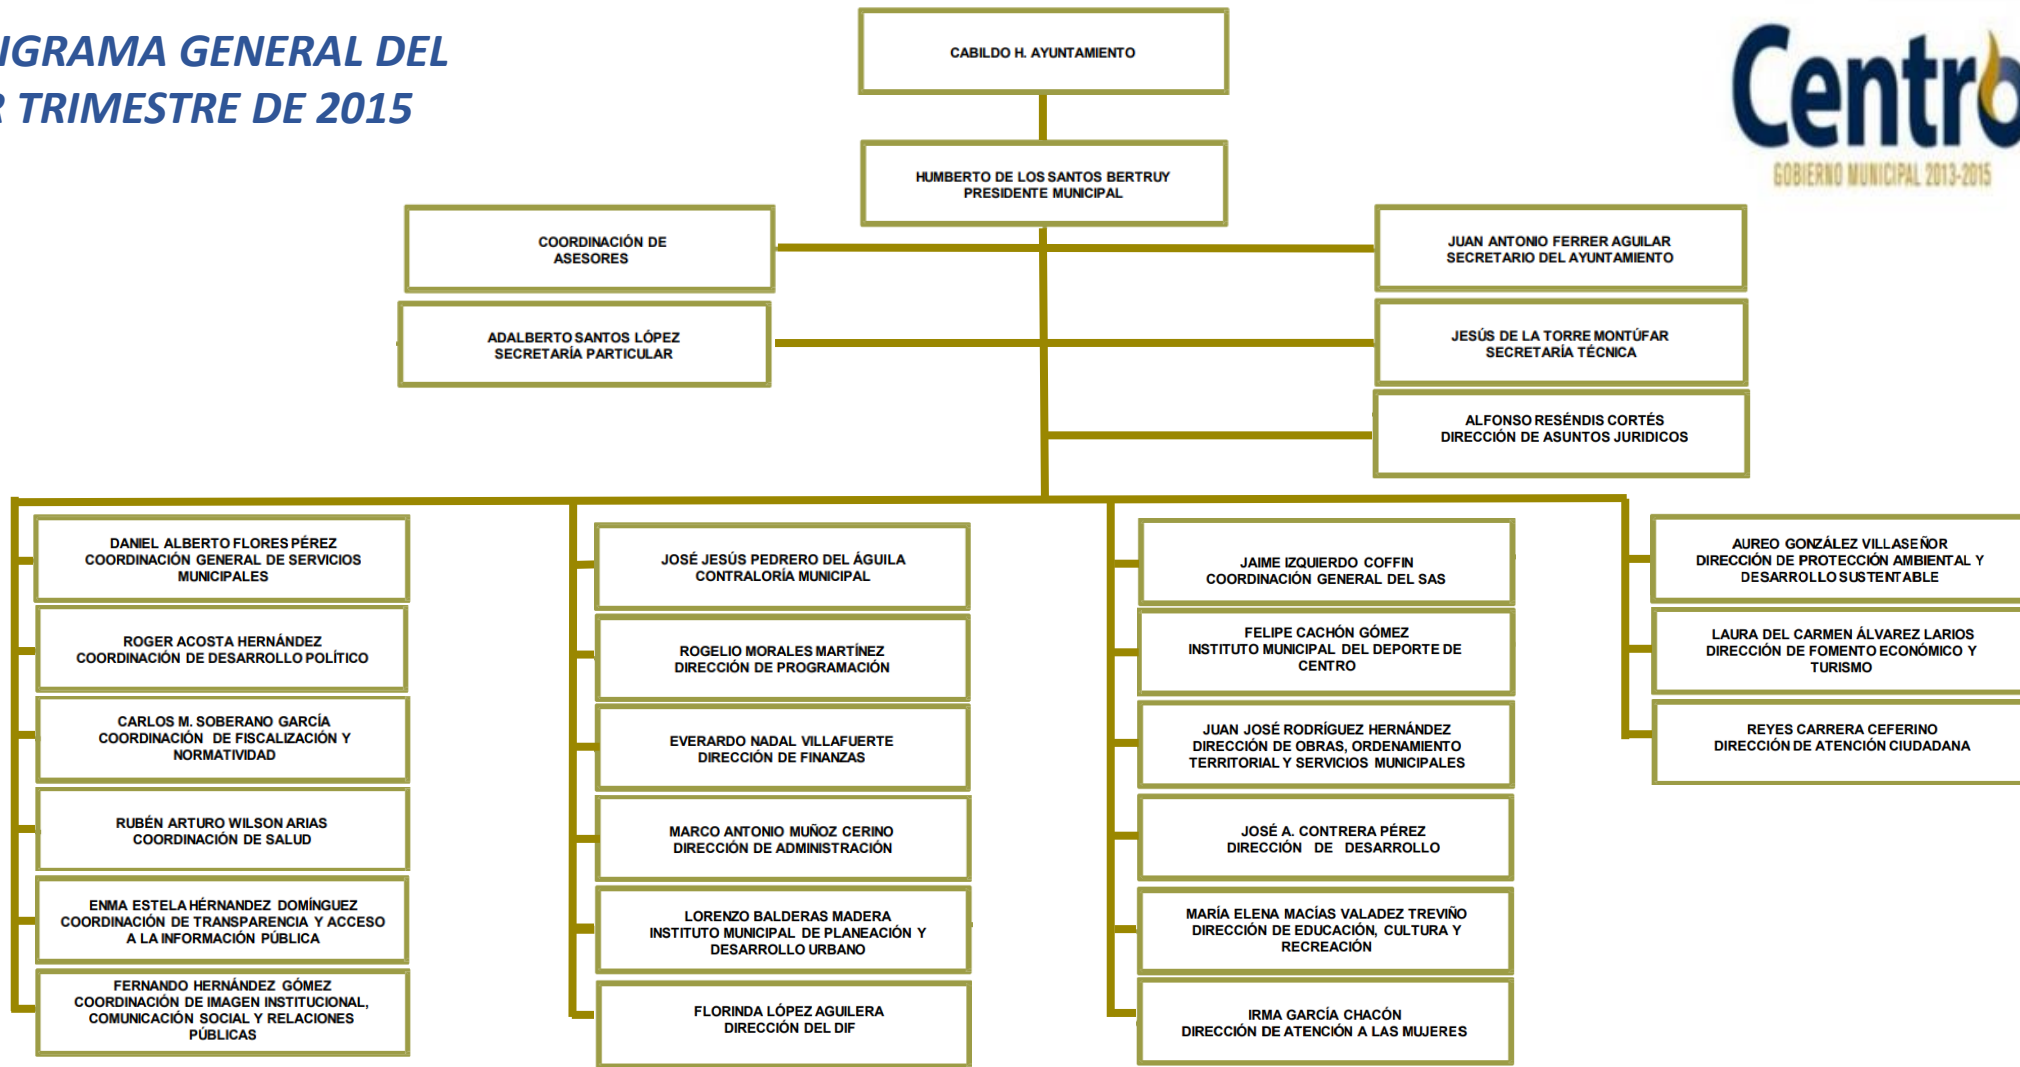 NIGRAMA GENERAL DEL
R TRIMESTRE DE 2015
CABILDO H. AYUNTAMIENTO
Centro
GOBIERNO MUNICIPAL 2013-2015
HUMBERTO DE LOS SANTOS BERTRUY
PRESIDENTE MUNICIPAL
COORDINACIÓN DE
ASESORES
JUAN ANTONIO FERRER AGUILAR
SECRETARIO DEL AYUNTAMIENTO
ADALBERTO SANTOS LÓPEZ
SECRETARÍA PARTICULAR
JESÚS DE LA TORRE MONTÚFAR
SECRETARÍA TÉCNICA
ALFONSO RESÉNDIS CORTÉS
DIRECCIÓN DE ASUNTOS JURIDICOS
DANIEL ALBERTO FLORES PÉREZ
COORDINACIÓN GENERAL DE SERVICIOS
MUNICIPALES
ROGER ACOSTA HERNÁNDEZ
COORDINACIÓN DE DESARROLLO POLÍTICO
CARLOS M. SOBERANO GARCÍA
COORDINACIÓN DE FISCALIZACIÓN Y
NORMATIVIDAD
RUBÉN ARTURO WILSON ARIAS
COORDINACIÓN DE SALUD
ENMA ESTELA HÉRNANDEZ DOMÍNGUEZ
COORDINACIÓN DE TRANSPARENCIA Y ACCESO
A LA INFORMACIÓN PÚBLICA
FERNANDO HERNÁNDEZ GÓMEZ
COORDINACIÓN DE IMAGEN INSTITUCIONAL,
COMUNICACIÓN SOCIAL Y RELACIONES
PÚBLICAS
JOSÉ JESÚS PEDRERO DEL ÁGUILA
CONTRALORÍA MUNICIPAL
ROGELIO MORALES MARTÍNEZ
DIRECCIÓN DE PROGRAMACIÓN
EVERARDO NADAL VILLAFUERTE
DIRECCIÓN DE FINANZAS
MARCO ANTONIO MUÑOZ CERINO
DIRECCIÓN DE ADMINISTRACIÓN
LORENZO BALDERAS MADERA
INSTITUTO MUNICIPAL DE PLANEACIÓN Y
DESARROLLO URBANO
FLORINDA LÓPEZ AGUILERA
DIRECCIÓN DEL DIF
JAIME IZQUIERDO COFFIN
COORDINACIÓN GENERAL DEL SAS
FELIPE CACHÓN GÓMEZ
INSTITUTO MUNICIPAL DEL DEPORTE DE
CENTRO
JUAN JOSÉ RODRÍGUEZ HERNÁNDEZ
DIRECCIÓN DE OBRAS, ORDENAMIENTO
TERRITORIAL Y SERVICIOS MUNICIPALES
JOSÉ A. CONTRERA PÉREZ
DIRECCIÓN DE DESARROLLO
MARÍA ELENA MACÍAS VALADEZ TREVIÑO
DIRECCIÓN DE EDUCACIÓN, CULTURA Y
RECREACIÓN
IRMA GARCÍA CHACÓN
DIRECCIÓN DE ATENCIÓN A LAS MUJERES
AUREO GONZÁLEZ VILLASEÑOR
DIRECCIÓN DE PROTECCIÓN AMBIENTAL Y
DESARROLLO SUSTENTABLE
LAURA DEL CARMEN ÁLVAREZ LARIOS
DIRECCIÓN DE FOMENTO ECONÓMICO Y
TURISMO
REYES CARRERA CEFERINO
DIRECCIÓN DE ATENCIÓN CIUDADANA